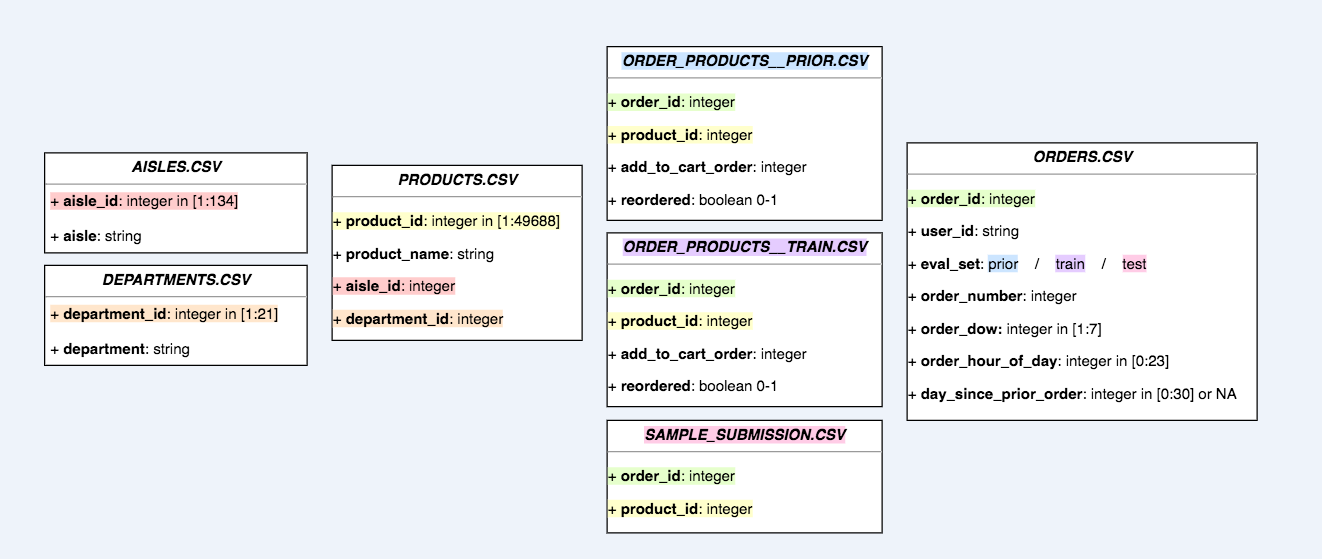 AISLES.CSV
+ aisle_id: integer in [1:134]
+ aisle: string
DEPARTMENTS.CSV
+ department_id: integer in [1:21]
+ department: string
PRODUCTS.CSV
+ product_id: integer in [1:49688]
+ product_name: string
+ aisle_id: integer
+ department_id: integer
ORDER_PRODUCTS__PRIOR.CSV
+ order_id: integer
+ product_id: integer
+ add_to_cart_order: integer
+ reordered: boolean 0-1
ORDER_PRODUCTS__TRAIN.CSV
+ order_id: integer
+ product_id: integer
+ add_to_cart_order: integer
+ reordered: boolean 0-1
SAMPLE_SUBMISSION.CSV
+ order_id: integer
+ product_id: integer
ORDERS.CSV
+ order_id: integer
+ user_id: string
+ eval_set: prior / train / test
+ order_number: integer
+ order_dow: integer in [1:7]
+ order_hour_of_day: integer in [0:23]
+ day_since_prior_order: integer in [0:30] or NA